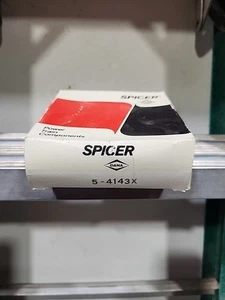 Power
Train
Components
SPICER
SPICER
DANA
5-4143X